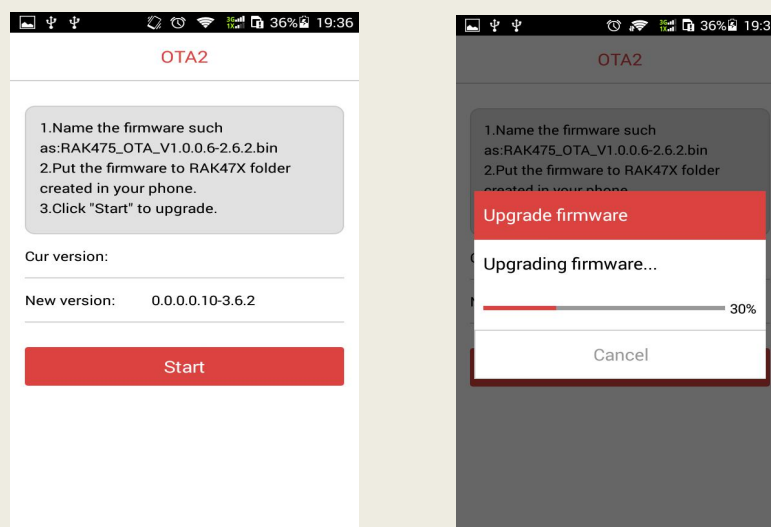 36% 19:36
OTA2
1.Name the firmware such
as:RAK475_OTA_V1.0.0.6-2.6.2.bin
2.Put the firmware to RAK47X folder
created in your phone.
3.Click "Start" to upgrade.
Cur version:
New version: 0.0.0.0.10-3.6.2
Start
36% 19:3
OTA2
1.Name the firmware such
as:RAK475_OTA_V1.0.0.6-2.6.2.bin
2.Put the firmware to RAK47X folder
created in your phone.
Upgrade firmware
Upgrading firmware...
30%
Cancel